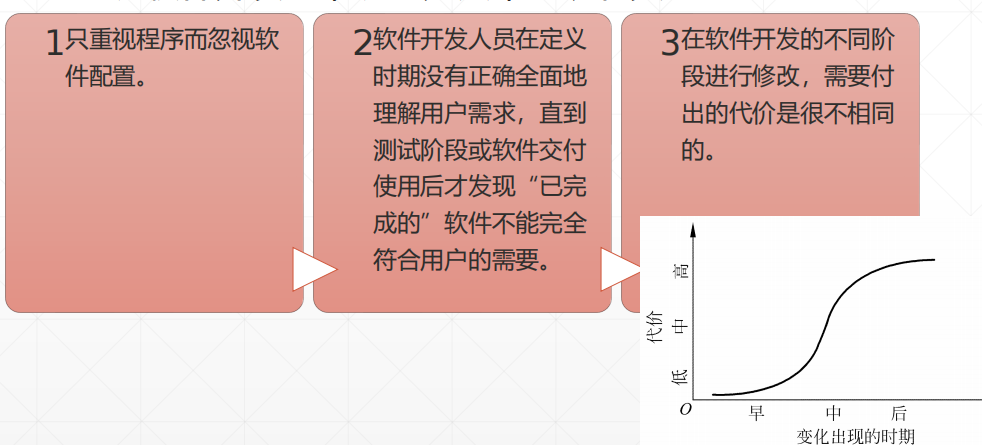 1只重视程序而忽视软
件配置。
2软件开发人员在定义
时期没有正确全面地
理解用户需求，直到
测试阶段或软件交付
使用后才发现“已完
成的”软件不能完全
符合用户的需要。
3在软件开发的不同阶
段进行修改，需要付
出的代价是很不相同
的。
高
中
低
代价
O
早 中 后
变化出现的时期